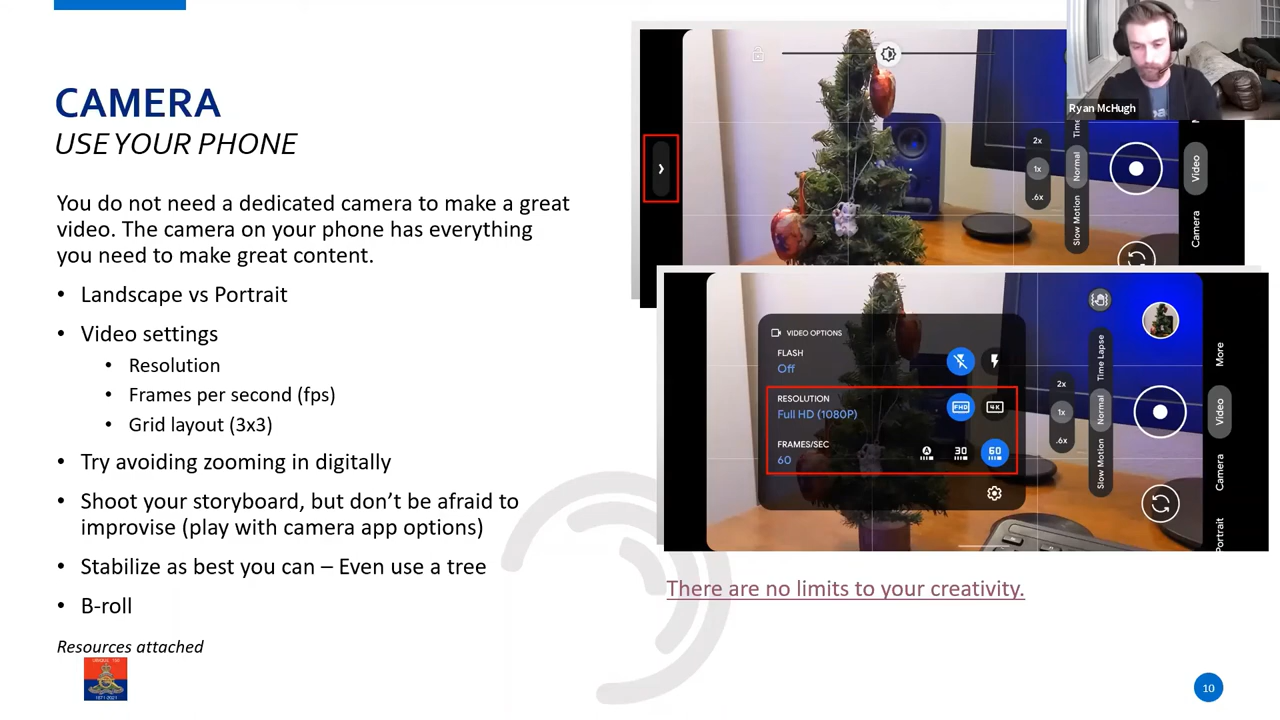 CAMERA
USE YOUR PHONE
You do not need a dedicated camera to make a great
video. The camera on your phone has everything
you need to make great content.
• Landscape vs Portrait
• Video settings
• Resolution
• Frames per second (fps)
• Grid layout (3x3)
• Try avoiding zooming in digitally
• Shoot your storyboard, but don’t be afraid to
improvise (play with camera app options)
• Stabilize as best you can – Even use a tree
• B-roll
Resources attached
UBIQUE 150
1871-2021
Ryan McHugh
2x
1x
.6x
Time
Normal
Slow Motion
Video
Camera
VIDEO OPTIONS
FLASH
Off
RESOLUTION
Full HD (1080P)
FHD
4K
FRAMES/SEC
60
A
30
60
2x
1x
.6x
Time Lapse
Normal
Slow Motion
More
Video
Camera
Portrait
There are no limits to your creativity.
10